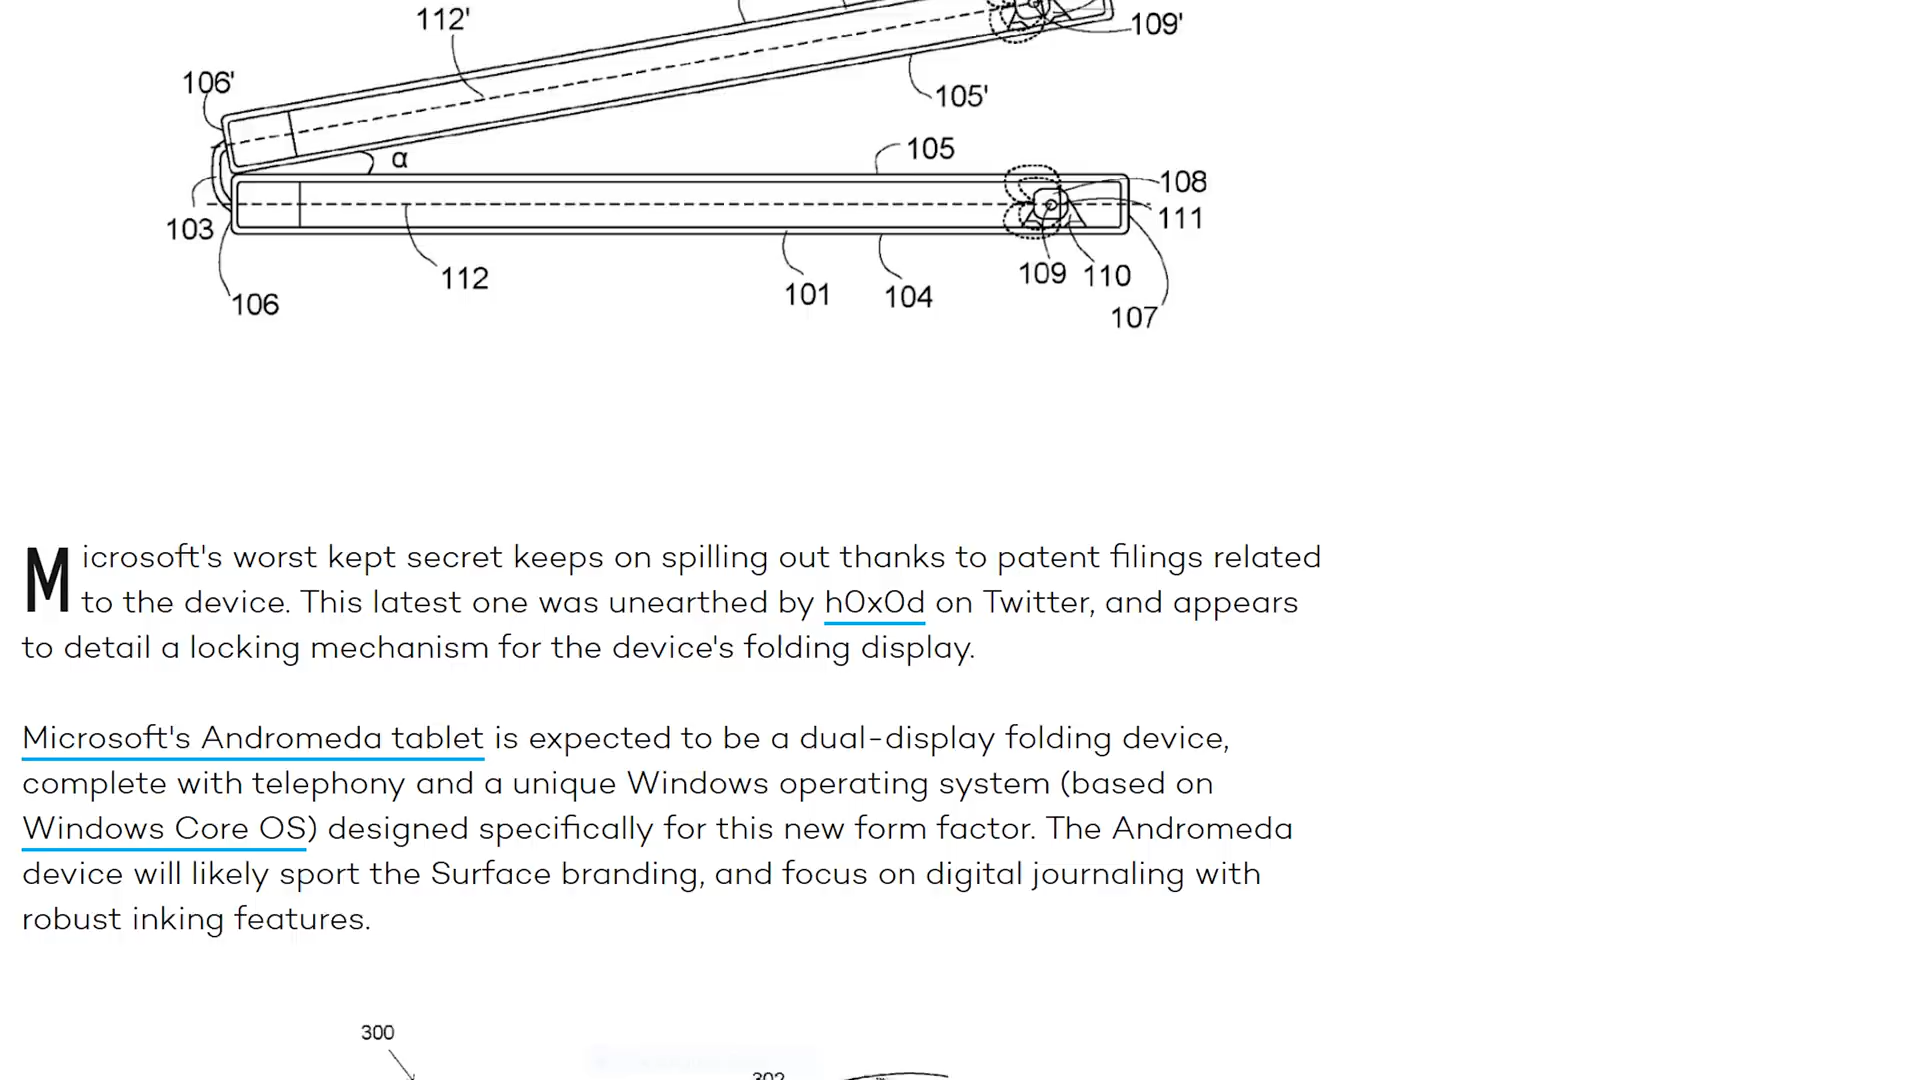 112'
109'
106'
105'
α
105
108
111
103
112
109
110
101
104
106
107
Microsoft's worst kept secret keeps on spilling out thanks to patent filings related
to the device. This latest one was unearthed by h0x0d on Twitter, and appears
to detail a locking mechanism for the device's folding display.
Microsoft's Andromeda tablet is expected to be a dual-display folding device,
complete with telephony and a unique Windows operating system (based on
Windows Core OS) designed specifically for this new form factor. The Andromeda
device will likely sport the Surface branding, and focus on digital journaling with
robust inking features.
300
302